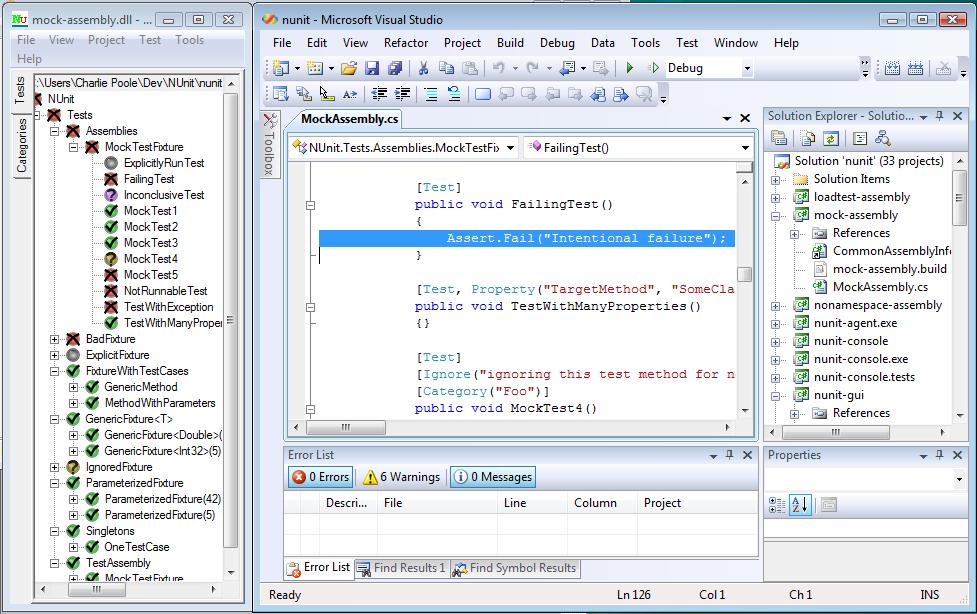 mock-assembly.dll - ...
File View Project Test Tools
Help
Tests
Categories
:\Users\Charlie Poole\Dev\NUnit\nunit
NUnit
Tests
Assemblies
MockTestFixture
ExplicitlyRunTest
FailingTest
InconclusiveTest
MockTest1
MockTest2
MockTest3
MockTest4
MockTest5
NotRunnableTest
TestWithException
TestWithManyProper
BadFixture
ExplicitFixture
FixtureWithTestCases
GenericMethod
MethodWithParameters
GenericFixture<T>
GenericFixture<Double>(
GenericFixture<Int32>(5)
IgnoredFixture
ParameterizedFixture
ParameterizedFixture(42)
ParameterizedFixture(5)
Singletons
OneTestCase
TestAssembly
MockTestFixture
nunit - Microsoft Visual Studio
File Edit View Refactor Project Build Debug Data Tools Test Window Help
Debug
Toolbox
MockAssembly.cs
NUnit.Tests.Assemblies.MockTestFi
FailingTest()
[Test]
public void FailingTest()
{
Assert.Fail("Intentional failure");
}
[Test, Property("TargetMethod", "SomeCla
public void TestWithManyProperties()
{}
[Test]
[Ignore("ignoring this test method for n
[Category("Foo")]
public void MockTest4()
Solution Explorer - Solutio...
Solution 'nunit' (33 projects)
Solution Items
loadtest-assembly
mock-assembly
References
CommonAssemblyInfo
mock-assembly.build
MockAssembly.cs
nonamespace-assembly
nunit-agent.exe
nunit-console
nunit-console.exe
nunit-console.tests
nunit-gui
References
Error List
0 Errors 6 Warnings 0 Messages
Descri... File Line Column Project
Error List Find Results 1 Find Symbol Results
Properties
Ready Ln 126 Col 1 Ch 1 INS